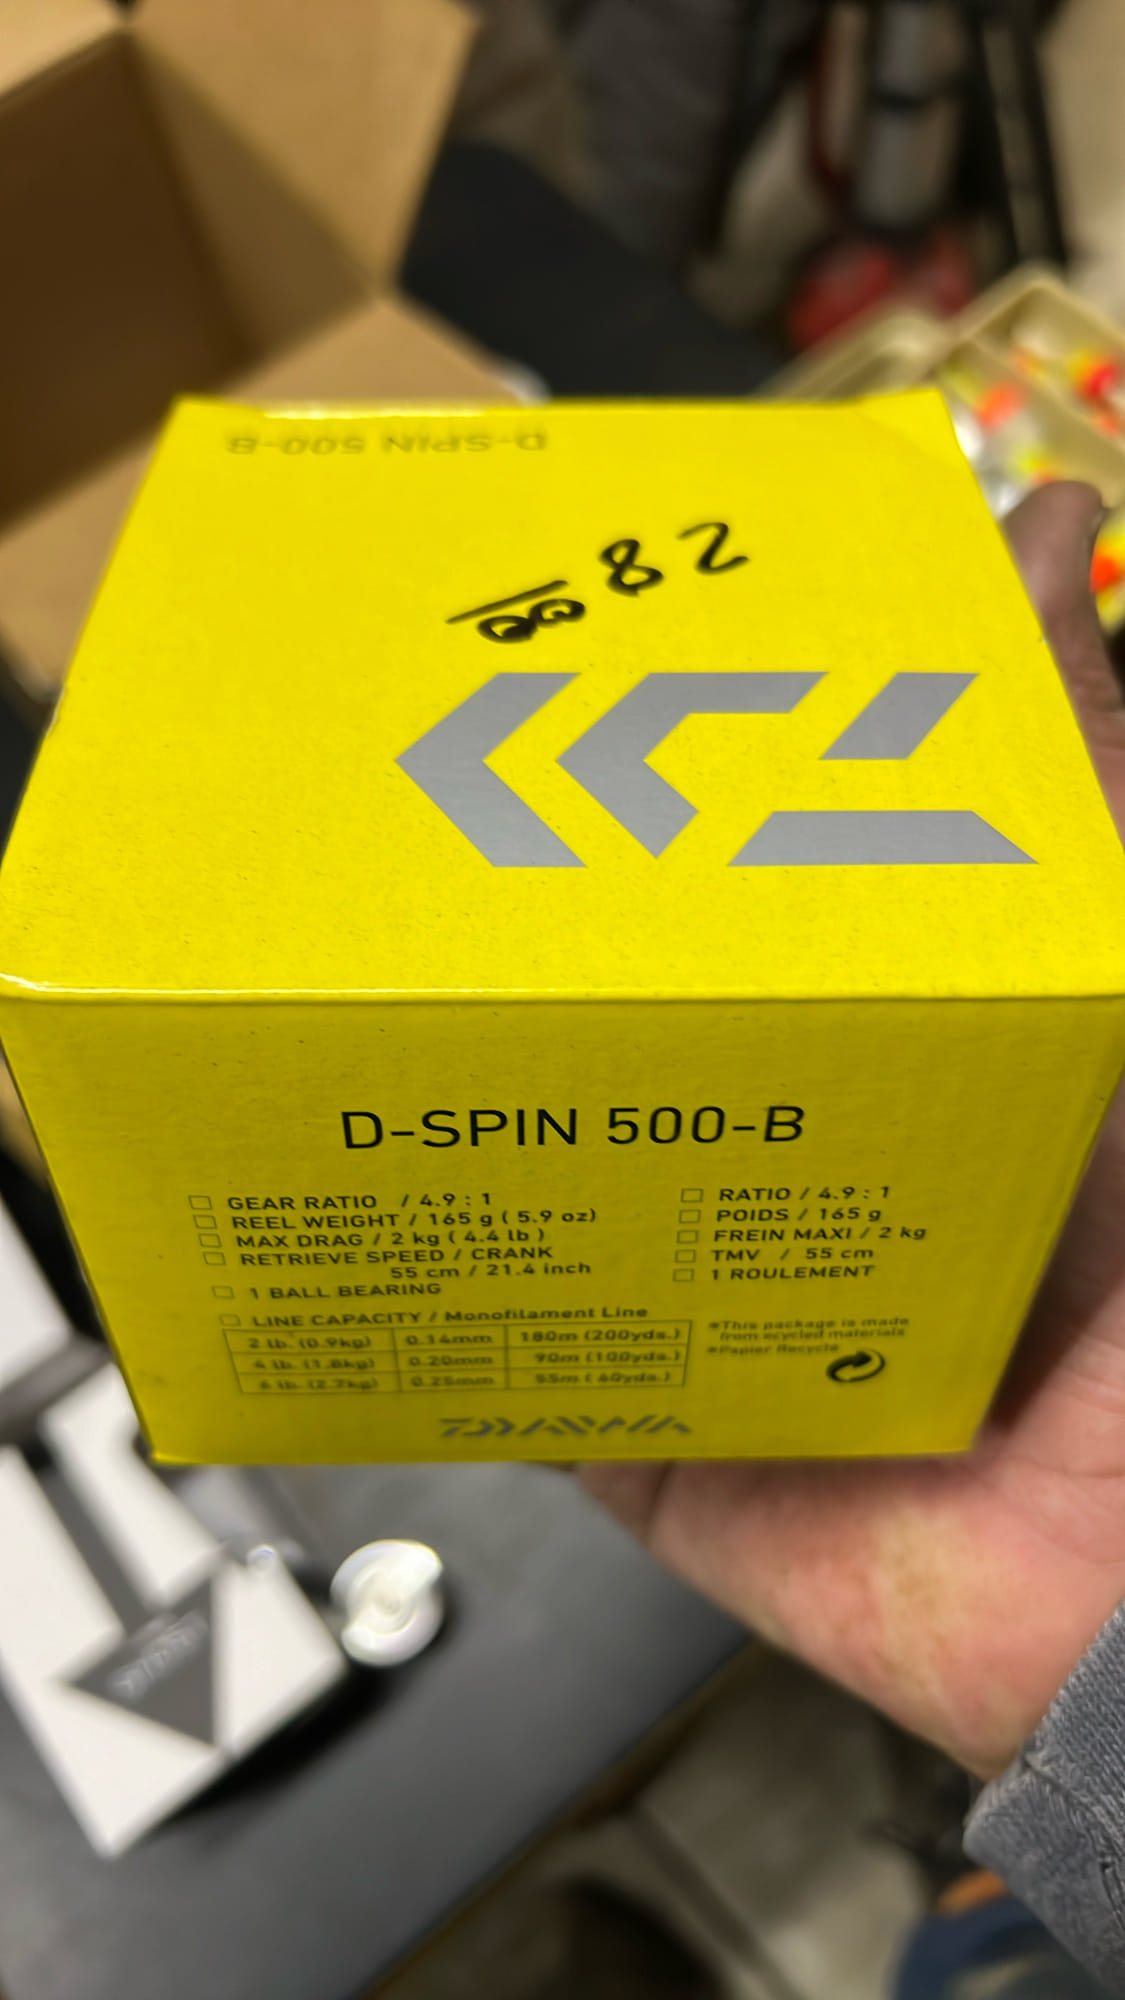 D-SPIN 500-B
28
D-SPIN 500-B
GEAR RATIO / 4.9 : 1
REEL WEIGHT / 165 g ( 5.9 oz)
MAX DRAG / 2 kg ( 4.4 lb )
RETRIEVE SPEED / CRANK
55 cm / 21.4 inch
1 BALL BEARING
RATIO / 4.9 : 1
POIDS / 165 g
FREIN MAXI / 2 kg
TMV / 55 cm
1 ROULEMENT
LINE CAPACITY / Monofilament Line
2 lb. (0.9kg) 0.14mm 180m (200yds.)
4 lb. (1.8kg) 0.20mm 90m (100yds.)
6 lb. (2.7kg) 0.25mm 55m ( 60yds.)
*This package is made
from recycled materials
*Papier Recyclé
DAIWA